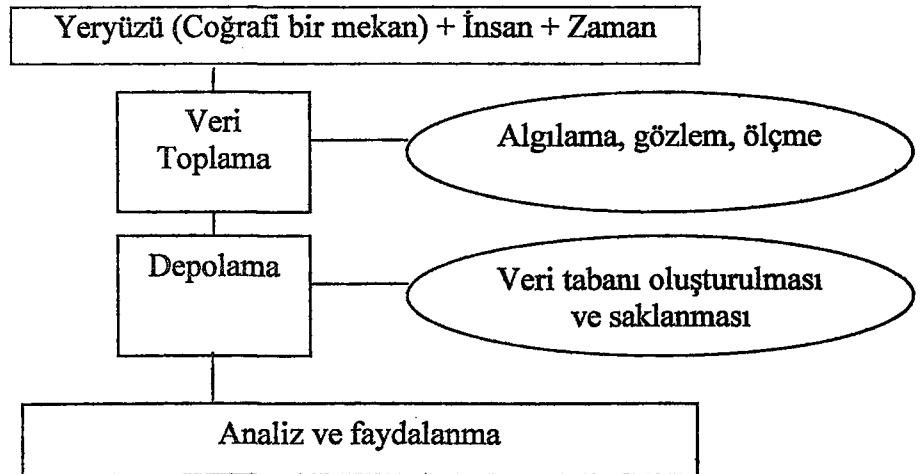 Yeryüzü (Coğrafi bir mekan) + İnsan + Zaman
Veri
Toplama
Algılama, gözlem, ölçme
Depolama
Veri tabanı oluşturulması
ve saklanması
Analiz ve faydalanma